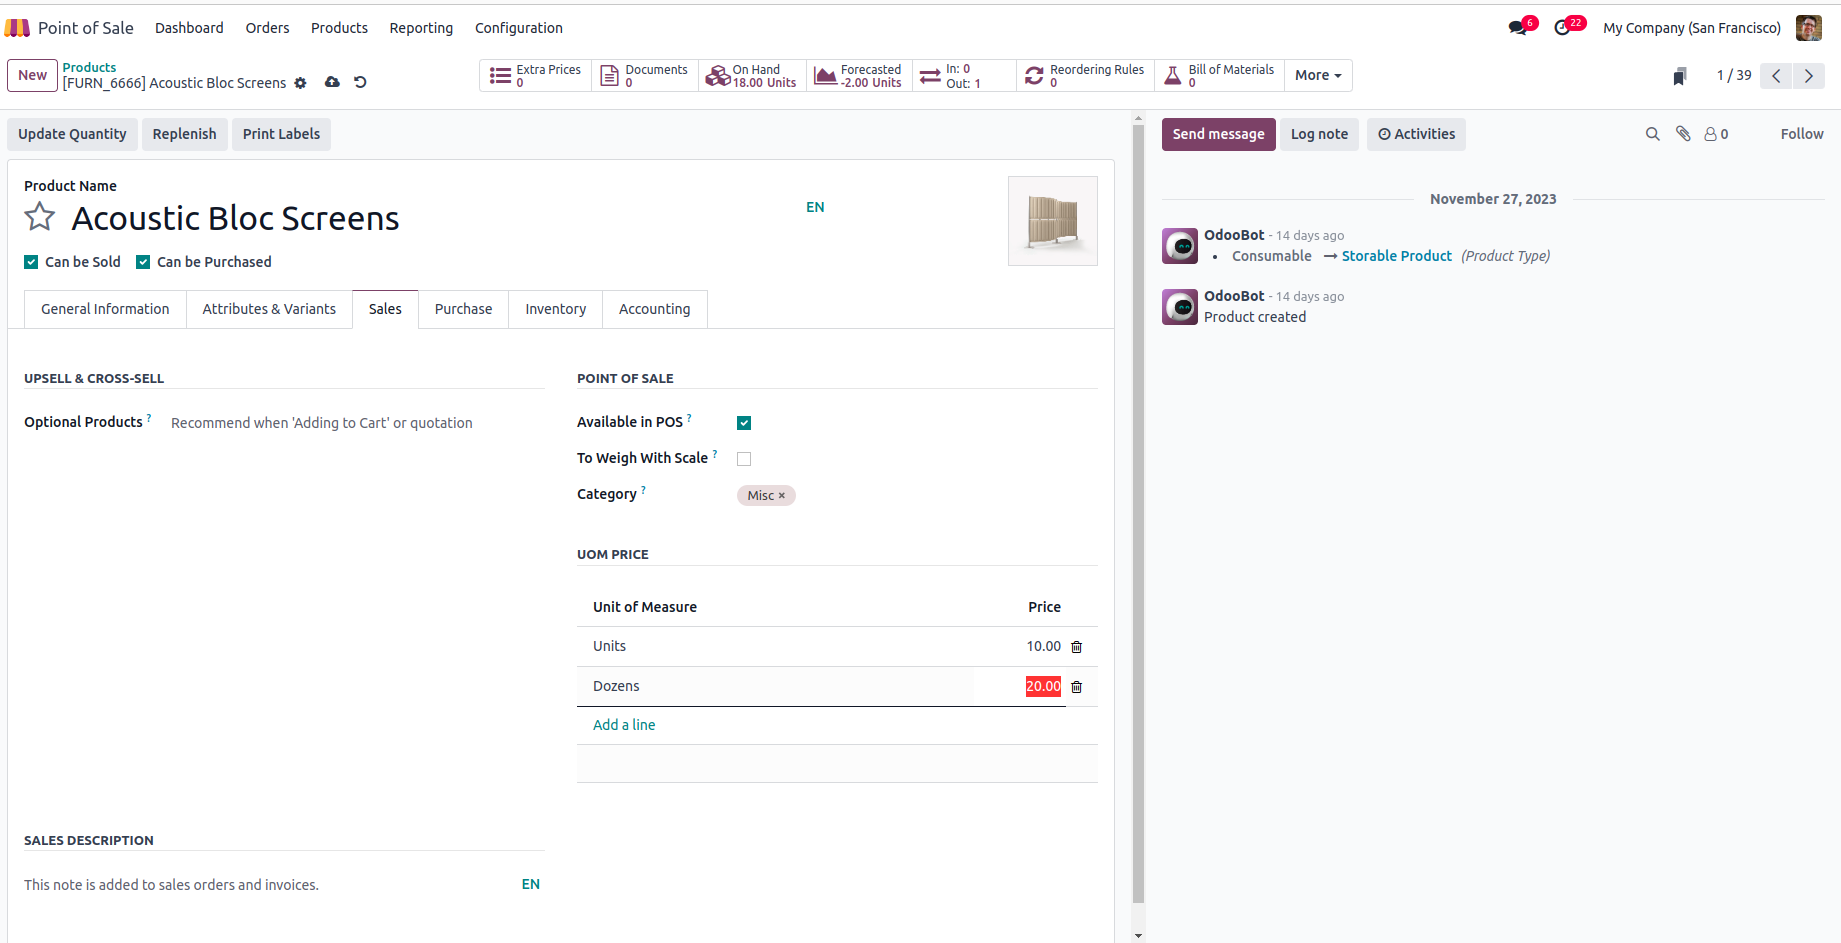 Point of Sale Dashboard Orders Products Reporting Configuration 6 22 My Company (San Francisco)
New
Products
[FURN_6666] Acoustic Bloc Screens
Extra Prices
0
Documents
0
On Hand
18.00 Units
Forecasted
-2.00 Units
In: 0
Out: 1
Reordering Rules
0
Bill of Materials
0
More
1 / 39
Update Quantity Replenish Print Labels
Send message Log note Activities 0 Follow
Product Name
Acoustic Bloc Screens
EN
Can be Sold Can be Purchased
General Information Attributes & Variants Sales Purchase Inventory Accounting
UPSELL & CROSS-SELL
Optional Products ? Recommend when 'Adding to Cart' or quotation
POINT OF SALE
Available in POS ?
To Weigh With Scale ?
Category ? Misc ×
UOM PRICE
Unit of Measure Price
Units 10.00
Dozens 20.00
Add a line
SALES DESCRIPTION
This note is added to sales orders and invoices. EN
November 27, 2023
OdooBot - 14 days ago
• Consumable → Storable Product (Product Type)
OdooBot - 14 days ago
Product created